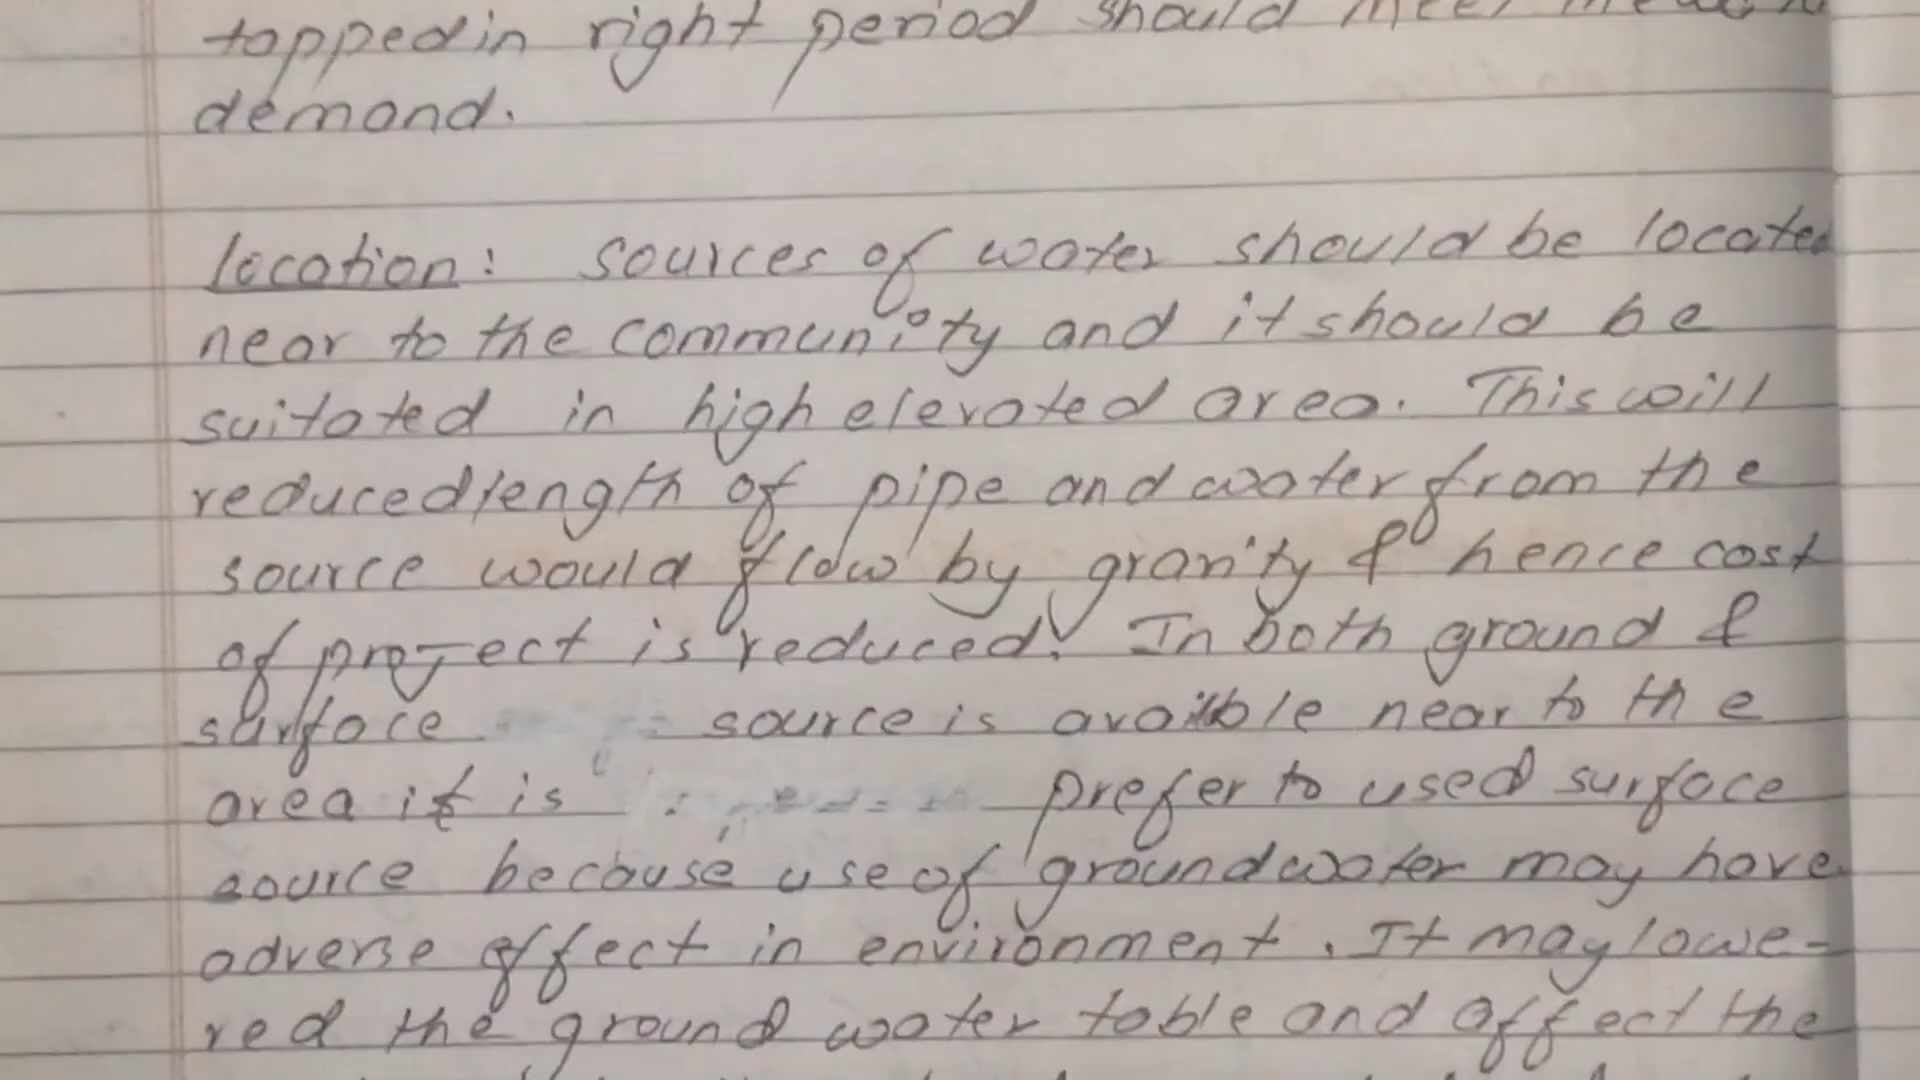 tapped in right period should meet
demand.
location: sources of water should be located
near to the community and it should be
suitated in high elevated area. This will
reduced length of pipe and water from the
source would flow by gravity & hence cost
of project is reduced. In both ground &
surface source is available near to the
area it is prefer to used surface
source because use of groundwater may have
adverse effect in environment. It may lowe-
red the ground water table and affect the